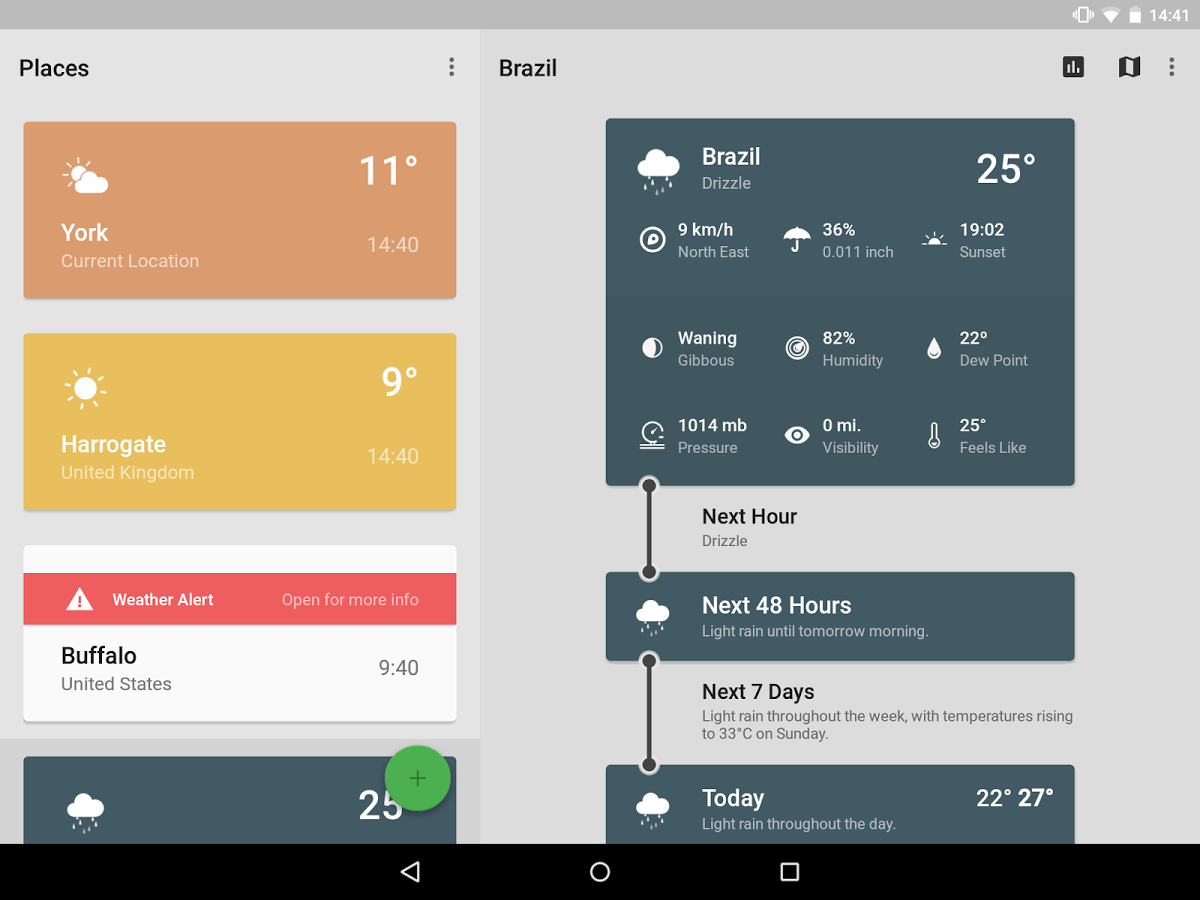 14:41
Places
11°
York
14:40
Current Location
9°
Harrogate
14:40
United Kingdom
Weather Alert Open for more info
Buffalo
9:40
United States
25
Brazil
Brazil
25°
Drizzle
9 km/h 36% 19:02
North East 0.011 inch Sunset
Waning 82% 22º
Gibbous Humidity Dew Point
1014 mb 0 mi. 25°
Pressure Visibility Feels Like
Next Hour
Drizzle
Next 48 Hours
Light rain until tomorrow morning.
Next 7 Days
Light rain throughout the week, with temperatures rising
to 33°C on Sunday.
Today 22° 27°
Light rain throughout the day.